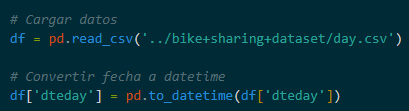 # Cargar datos
df = pd.read_csv('../bike+sharing+dataset/day.csv')
# Convertir fecha a datetime
df['dteday'] = pd.to_datetime(df['dteday'])